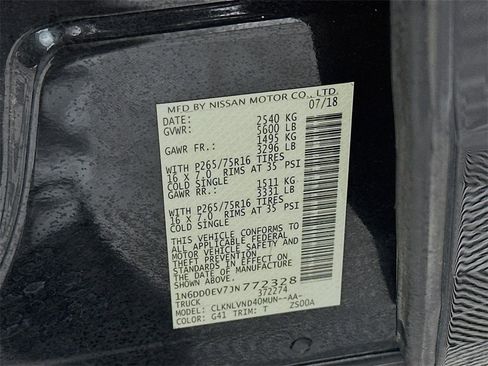 MFD BY NISSAN MOTOR CO., LTD.
DATE: 07/18
GVWR: 2540 KG
5600 LB
GAWR FR.: 1495 KG
3296 LB
WITH P265/75R16 TIRES
16 X 7.0 RIMS AT 35 PSI
COLD SINGLE
GAWR RR.: 1511 KG
3331 LB
WITH P265/75R16 TIRES
16 X 7.0 RIMS AT 35 PSI
COLD SINGLE
THIS VEHICLE CONFORMS TO
ALL APPLICABLE FEDERAL
MOTOR VEHICLE SAFETY AND
THEFT PREVENTION
STANDARDS IN EFFECT ON
THE DATE OF MANUFACTURE
SHOWN ABOVE.
1N6DD0EV7JN772328
TRUCK 372274
MODEL: CLKNLVND40MUN--AA-
COLOR: G41 TRIM: T ZS00A